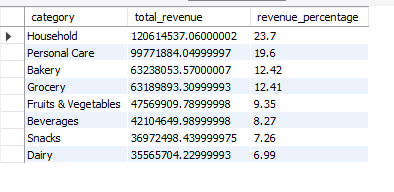 category total_revenue revenue_percentage
Household 120614537.06000002 23.7
Personal Care 99771884.04999997 19.6
Bakery 63238053.57000007 12.42
Grocery 63189893.30999993 12.41
Fruits & Vegetables 47569909.78999998 9.35
Beverages 42104649.98999998 8.27
Snacks 36972498.439999975 7.26
Dairy 35565704.22999993 6.99